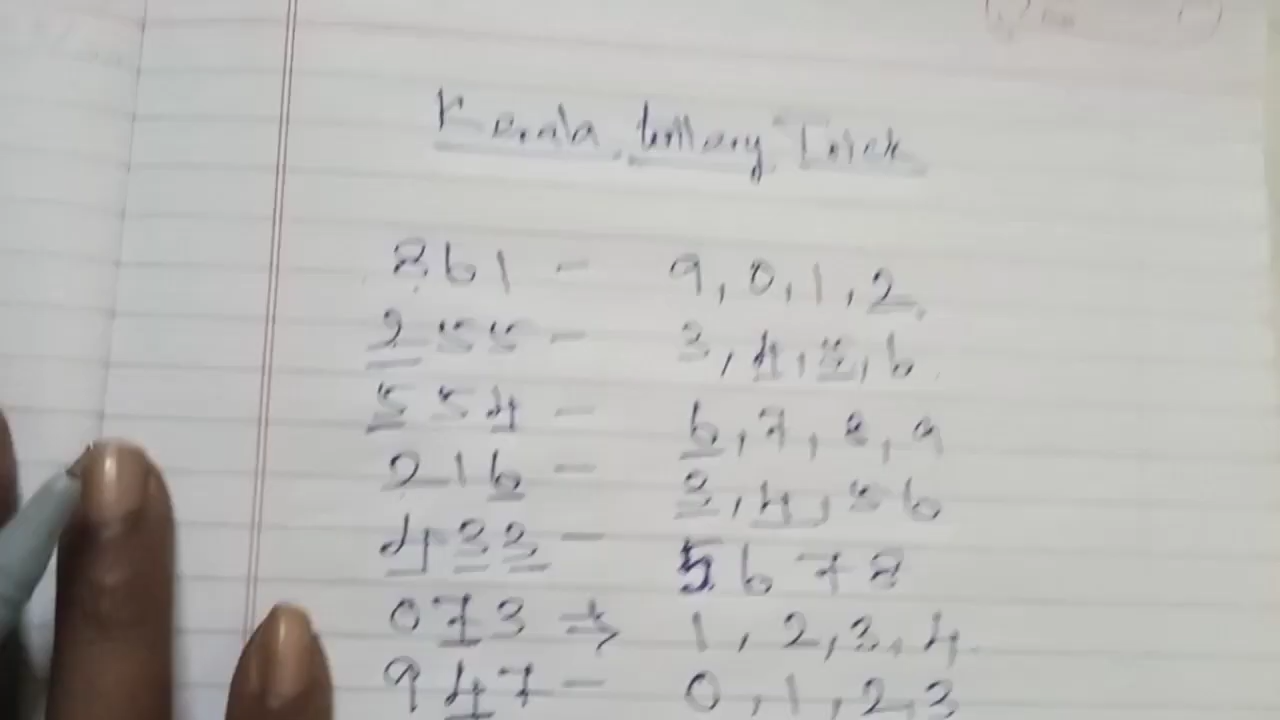 Kerala lottery Trick
861 - 9, 0, 1, 2.
255 - 3, 4, 5, 6.
554 - 6, 7, 8, 9
216 - 3, 4, 5 6
433 - 5 6 7 8
073 → 1, 2, 3, 4.
947 - 0, 1, 2, 3